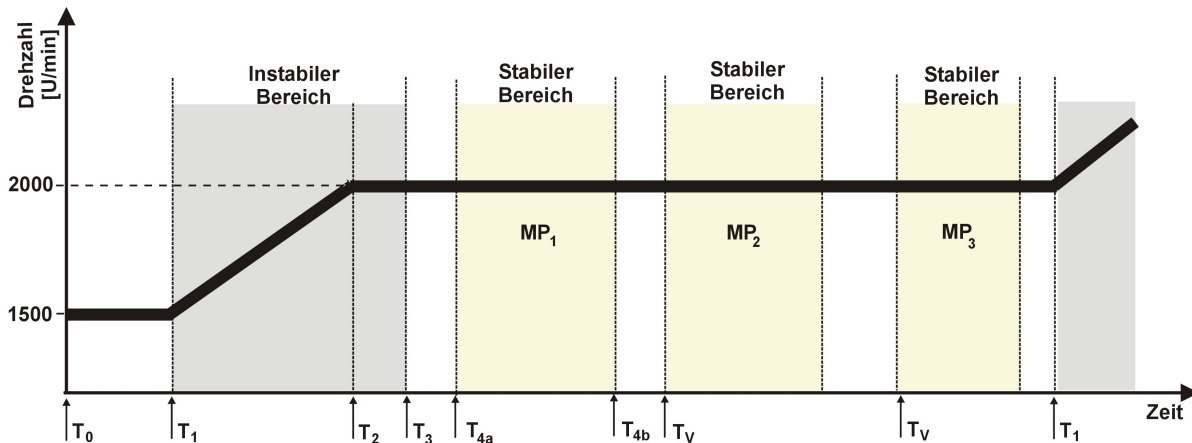 Drehzahl
[U/min]
Instabiler
Bereich
Stabiler
Bereich
Stabiler
Bereich
Stabiler
Bereich
2000
MP1
MP2
MP3
1500
Zeit
T0
T1
T2
T3
T4a
T4b
TV
TV
T1